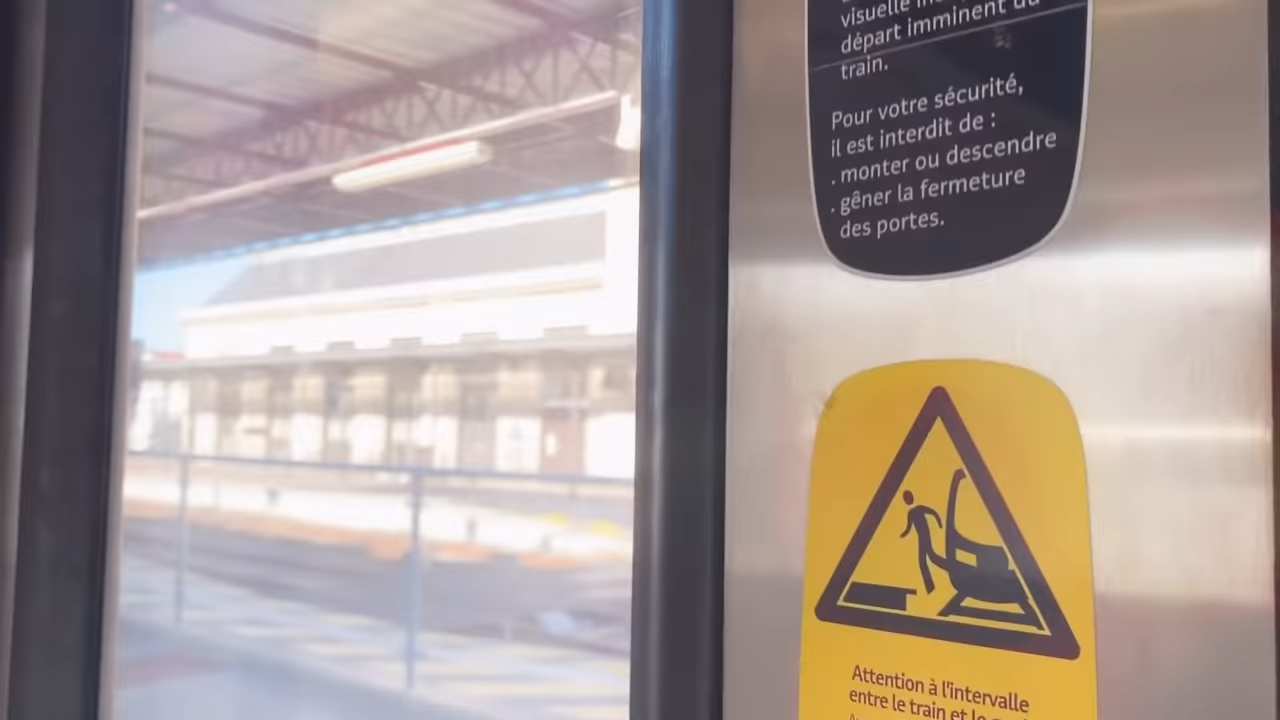 visuelle
départ imminent du
train.
Pour votre sécurité,
il est interdit de :
. monter ou descendre
. gêner la fermeture
des portes.
Attention à l'intervalle
entre le train et le